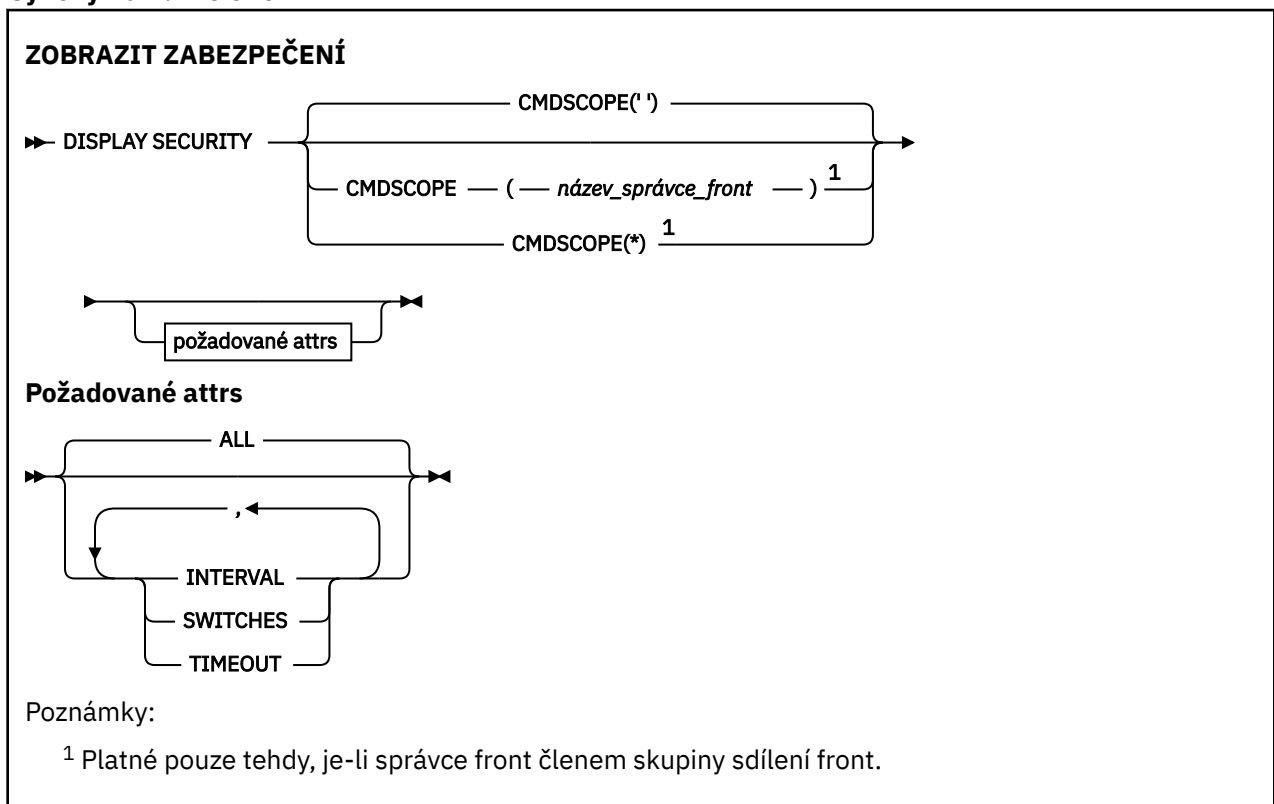 ZOBRAZIT ZABEZPEČENÍ
CMDSCOPE(' ')
DISPLAY SECURITY
CMDSCOPE ( název_správce_front ) 1
CMDSCOPE(*) 1
požadované attrs
Požadované attrs
ALL
,
INTERVAL
SWITCHES
TIMEOUT
Poznámky:
1 Platné pouze tehdy, je-li správce front členem skupiny sdílení front.